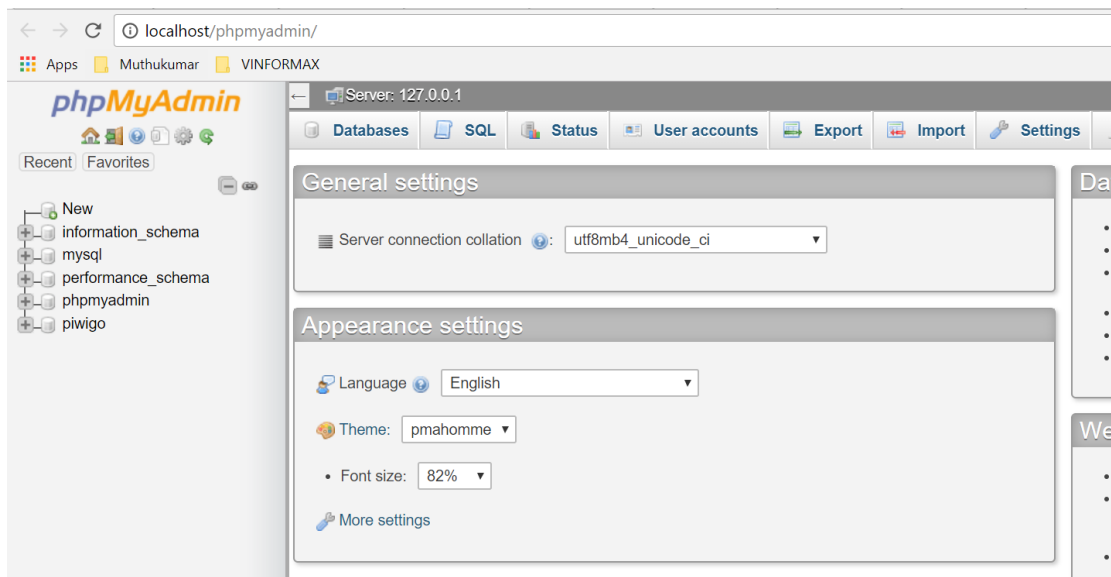 localhost/phpmyadmin/
Apps Muthukumar VINFORMAX
phpMyAdmin
Recent Favorites
New
information_schema
mysql
performance_schema
phpmyadmin
piwigo
Server: 127.0.0.1
Databases SQL Status User accounts Export Import Settings
General settings
Server connection collation : utf8mb4_unicode_ci
Appearance settings
Language English
Theme: pmahomme
• Font size: 82%
More settings
Da
We